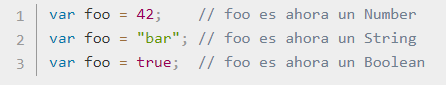 1 var foo = 42;     // foo es ahora un Number
2 var foo = "bar"; // foo es ahora un String
3 var foo = true;  // foo es ahora un Boolean